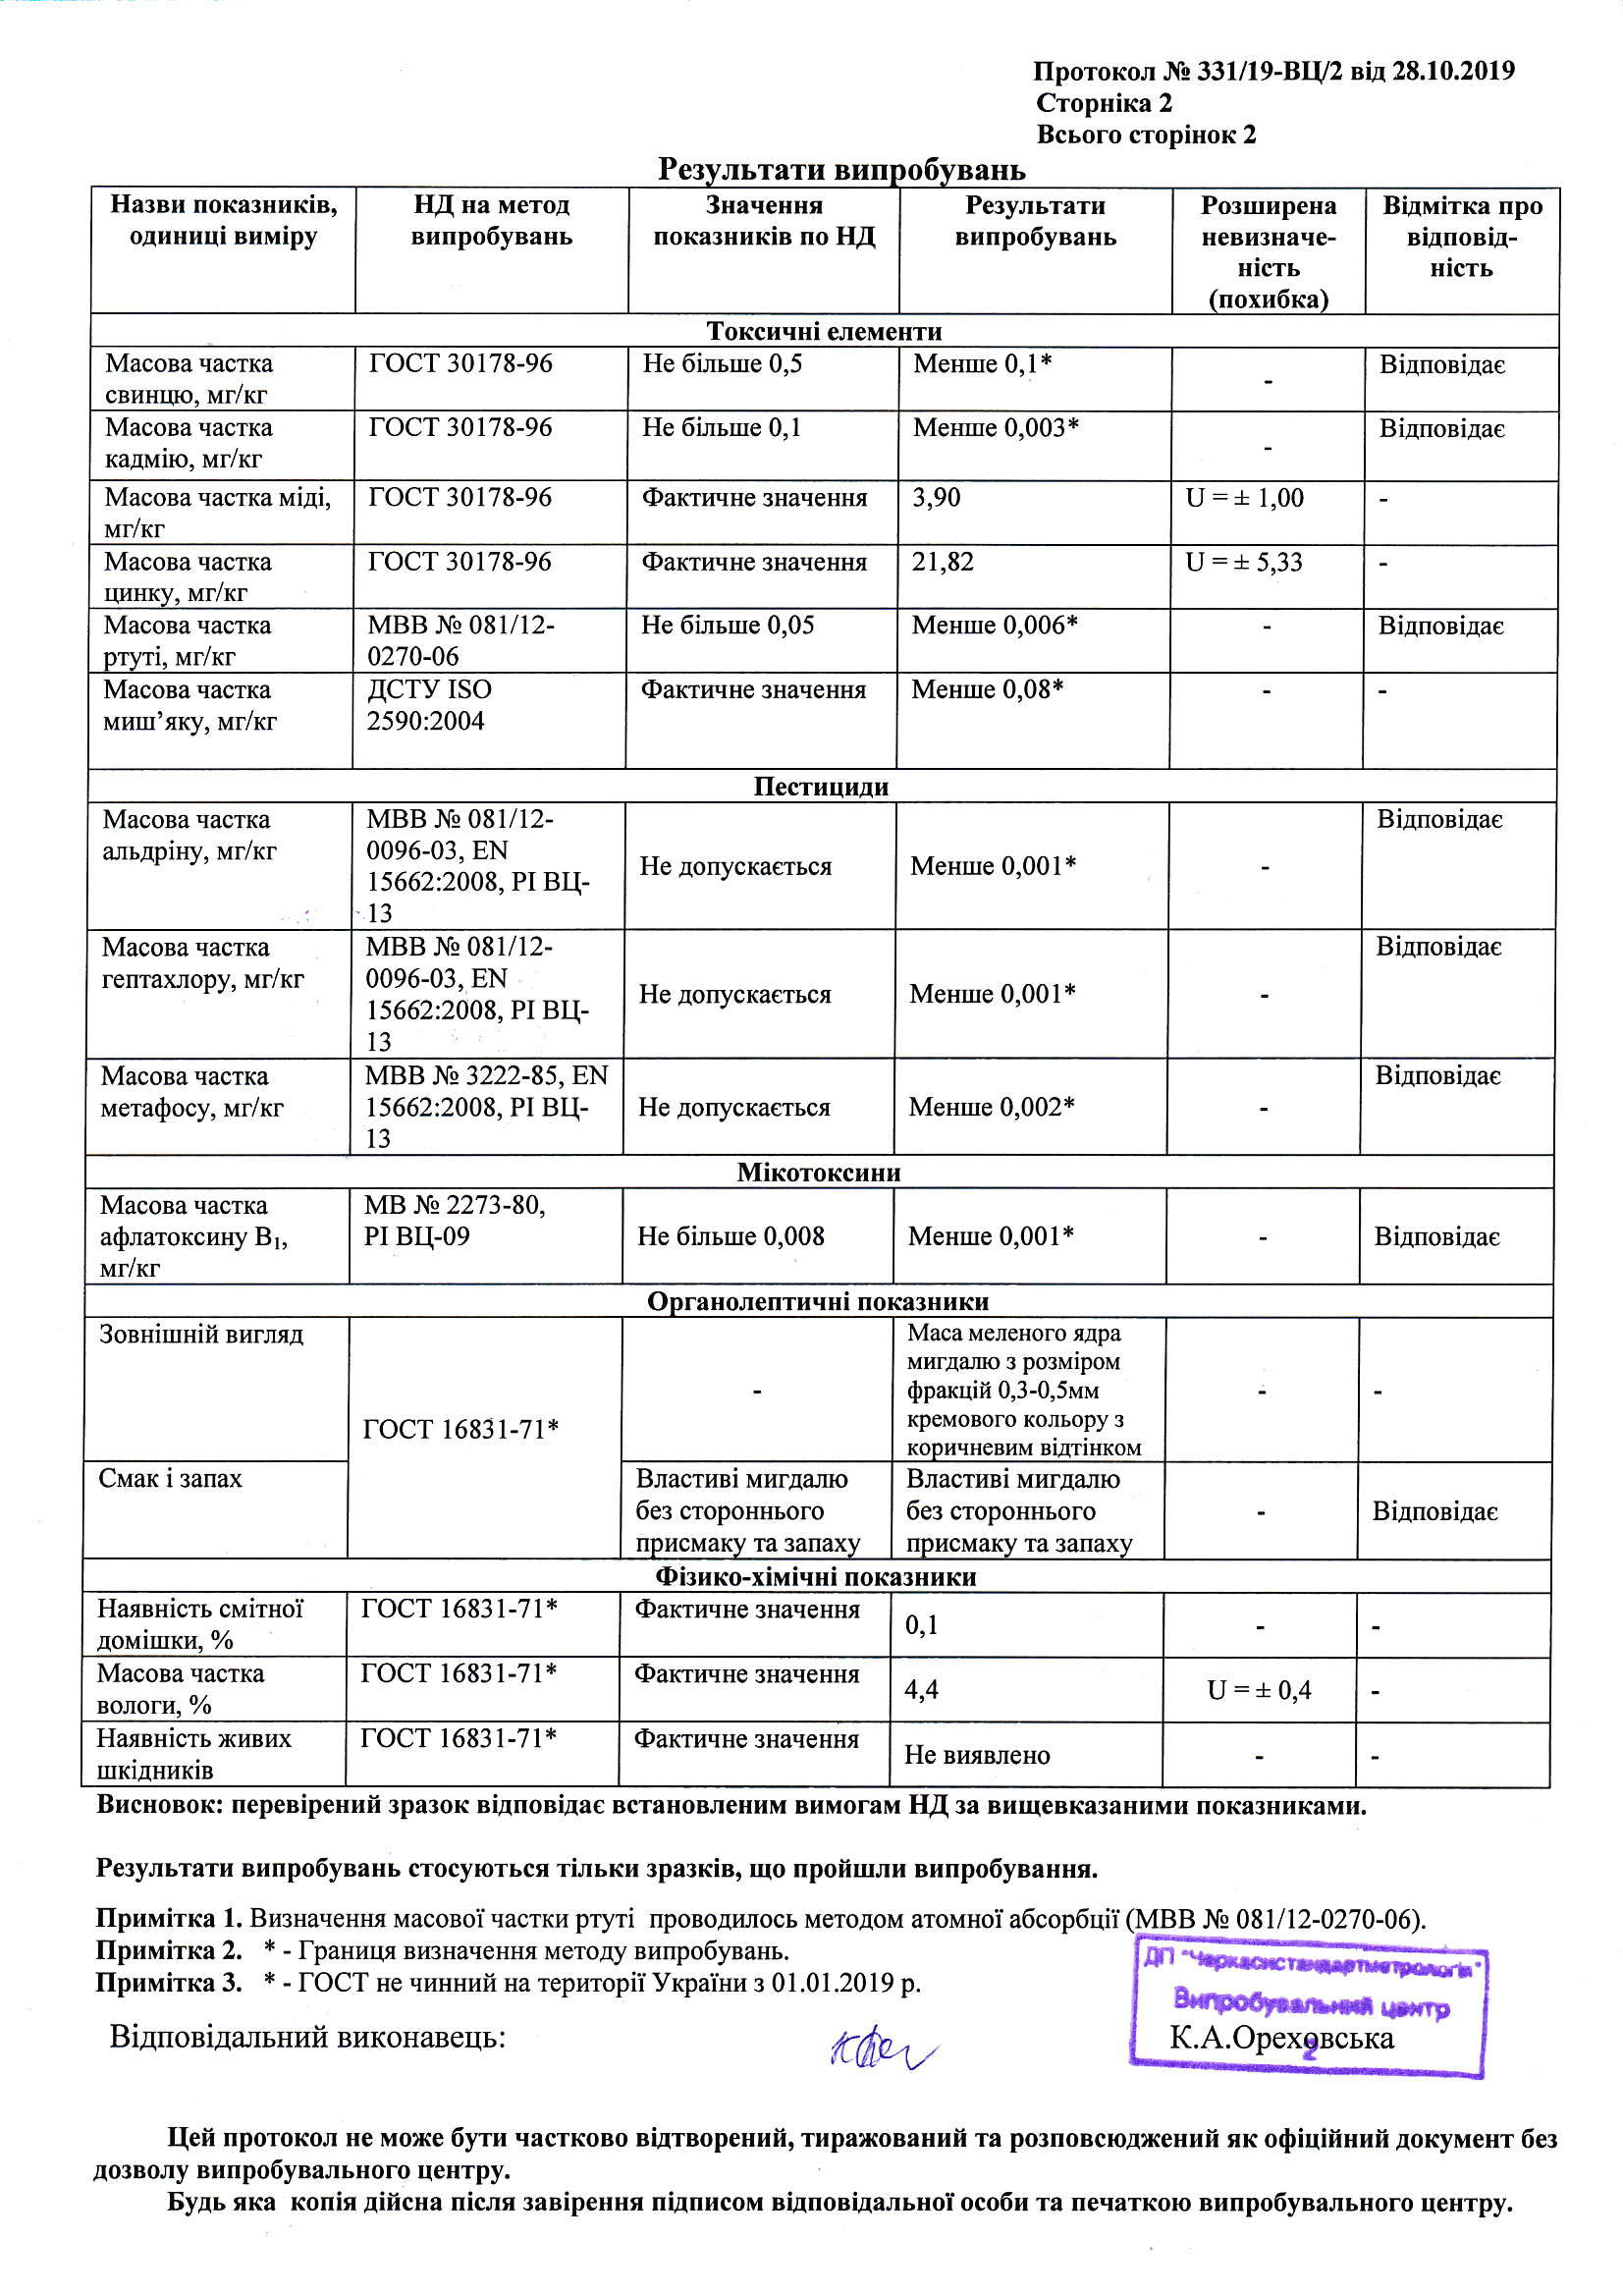 Протокол № 331/19-ВЦ/2 від 28.10.2019
Сторніка 2
Всього сторінок 2
Результати випробувань
Назви показників, одиниці виміру | НД на метод випробувань | Значення показників по НД | Результати випробувань | Розширена невизначе-ність (похибка) | Відмітка про відповід-ність
Токсичні елементи
Масова частка свинцю, мг/кг | ГОСТ 30178-96 | Не більше 0,5 | Менше 0,1* | - | Відповідає
Масова частка кадмію, мг/кг | ГОСТ 30178-96 | Не більше 0,1 | Менше 0,003* | - | Відповідає
Масова частка міді, мг/кг | ГОСТ 30178-96 | Фактичне значення | 3,90 | U = ± 1,00 | -
Масова частка цинку, мг/кг | ГОСТ 30178-96 | Фактичне значення | 21,82 | U = ± 5,33 | -
Масова частка ртуті, мг/кг | МВВ № 081/12-0270-06 | Не більше 0,05 | Менше 0,006* | - | Відповідає
Масова частка миш’яку, мг/кг | ДСТУ ISO 2590:2004 | Фактичне значення | Менше 0,08* | - | -
Пестициди
Масова частка альдріну, мг/кг | МВВ № 081/12-0096-03, EN 15662:2008, РІ ВЦ-13 | Не допускається | Менше 0,001* | - | Відповідає
Масова частка гептахлору, мг/кг | МВВ № 081/12-0096-03, EN 15662:2008, РІ ВЦ-13 | Не допускається | Менше 0,001* | - | Відповідає
Масова частка метафосу, мг/кг | МВВ № 3222-85, EN 15662:2008, РІ ВЦ-13 | Не допускається | Менше 0,002* | - | Відповідає
Мікотоксини
Масова частка афлатоксину В₁, мг/кг | МВ № 2273-80, РІ ВЦ-09 | Не більше 0,008 | Менше 0,001* | - | Відповідає
Органолептичні показники
Зовнішній вигляд | ГОСТ 16831-71* | - | Маса меленого ядра мигдалю з розміром фракцій 0,3-0,5мм кремового кольору з коричневим відтінком | - | -
Смак і запах | Властиві мигдалю без стороннього присмаку та запаху | Властиві мигдалю без стороннього присмаку та запаху | - | Відповідає
Фізико-хімічні показники
Наявність смітної домішки, % | ГОСТ 16831-71* | Фактичне значення | 0,1 | - | -
Масова частка вологи, % | ГОСТ 16831-71* | Фактичне значення | 4,4 | U = ± 0,4 | -
Наявність живих шкідників | ГОСТ 16831-71* | Фактичне значення | Не виявлено | - | -
Висновок: перевірений зразок відповідає встановленим вимогам НД за вищевказаними показниками.
Результати випробувань стосуються тільки зразків, що пройшли випробування.
Примітка 1. Визначення масової частки ртуті проводилось методом атомної абсорбції (МВВ № 081/12-0270-06).
Примітка 2. * - Границя визначення методу випробувань.
Примітка 3. * - ГОСТ не чинний на території України з 01.01.2019 р.
ДП "Черкасистандартметрологія"
Випробувальний центр
2
Відповідальний виконавець: К.А.Ореховська
Цей протокол не може бути частково відтворений, тиражований та розповсюджений як офіційний документ без
дозволу випробувального центру.
Будь яка копія дійсна після завірення підписом відповідальної особи та печаткою випробувального центру.